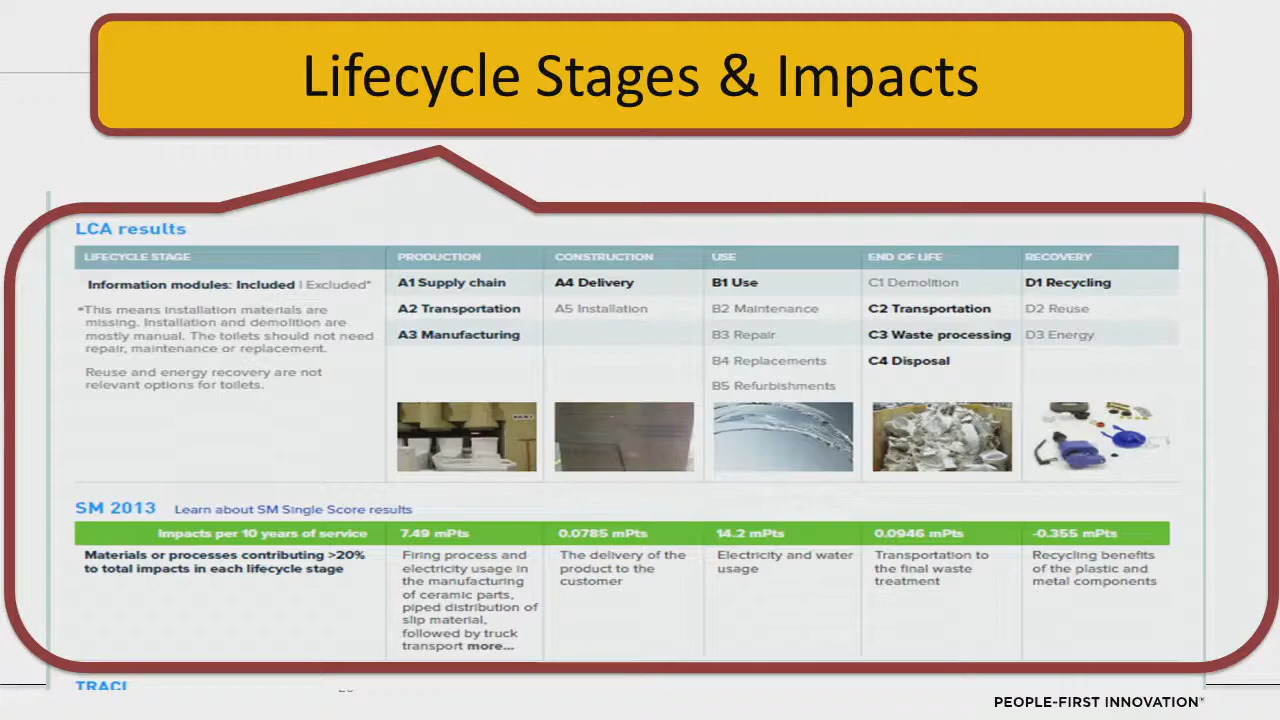 Lifecycle Stages & Impacts
LCA results
LIFECYCLE STAGE
PRODUCTION
CONSTRUCTION
USE
END OF LIFE
RECOVERY
Information modules: Included | Excluded*
*This means installation materials are
missing. Installation and demolition are
mostly manual. The toilets should not need
repair, maintenance or replacement.
Reuse and energy recovery are not
relevant options for toilets.
A1 Supply chain
A2 Transportation
A3 Manufacturing
A4 Delivery
A5 Installation
B1 Use
B2 Maintenance
B3 Repair
B4 Replacements
B5 Refurbishments
C1 Demolition
C2 Transportation
C3 Waste processing
C4 Disposal
D1 Recycling
D2 Reuse
D3 Energy
SM 2013 Learn about SM Single Score results
Impacts per 10 years of service
7.49 mPts
0.0785 mPts
14.2 mPts
0.0946 mPts
-0.355 mPts
Materials or processes contributing >20%
to total impacts in each lifecycle stage
Firing process and
electricity usage in
the manufacturing
of ceramic parts,
piped distribution of
slip material,
followed by truck
transport more...
The delivery of the
product to the
customer
Electricity and water
usage
Transportation to
the final waste
treatment
Recycling benefits
of the plastic and
metal components
TRACI
PEOPLE-FIRST INNOVATION